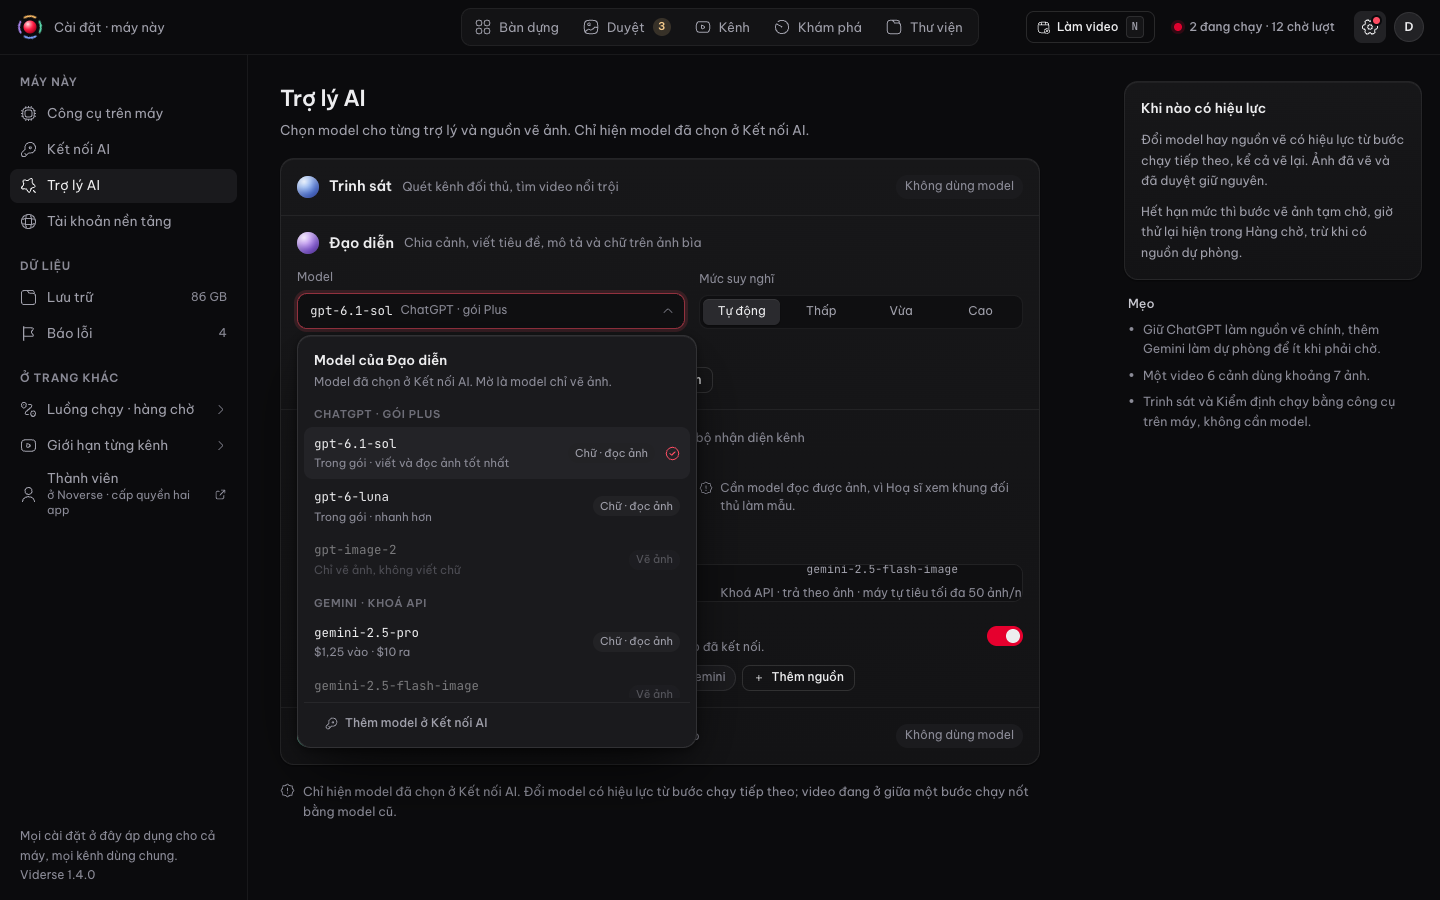 Cài đặt · máy này
Bàn dựng
Duyệt 3
Kênh
Khám phá
Thư viện
Làm video N
2 đang chạy · 12 chờ lượt
D
MÁY NÀY
Công cụ trên máy
Kết nối AI
Trợ lý AI
Tài khoản nền tảng
DỮ LIỆU
Lưu trữ 86 GB
Báo lỗi 4
Ở TRANG KHÁC
Luồng chạy · hàng chờ
Giới hạn từng kênh
Thành viên
ở Noverse · cấp quyền hai
app
Mọi cài đặt ở đây áp dụng cho cả
máy, mọi kênh dùng chung.
Viderse 1.4.0
Trợ lý AI
Chọn model cho từng trợ lý và nguồn vẽ ảnh. Chỉ hiện model đã chọn ở Kết nối AI.
Trinh sát Quét kênh đối thủ, tìm video nổi trội Không dùng model
Đạo diễn Chia cảnh, viết tiêu đề, mô tả và chữ trên ảnh bìa
Model
gpt-6.1-sol ChatGPT · gói Plus
Mức suy nghĩ
Tự động Thấp Vừa Cao
Model của Đạo diễn
Model đã chọn ở Kết nối AI. Mờ là model chỉ vẽ ảnh.
CHATGPT · GÓI PLUS
gpt-6.1-sol
Trong gói · viết và đọc ảnh tốt nhất
Chữ · đọc ảnh
gpt-6-luna
Trong gói · nhanh hơn
Chữ · đọc ảnh
gpt-image-2
Chỉ vẽ ảnh, không viết chữ
Vẽ ảnh
GEMINI · KHOÁ API
gemini-2.5-pro
$1,25 vào · $10 ra
Chữ · đọc ảnh
gemini-2.5-flash-image
Vẽ ảnh
Thêm model ở Kết nối AI
bộ nhận diện kênh
Cần model đọc được ảnh, vì Hoạ sĩ xem khung đối
thủ làm mẫu.
gemini-2.5-flash-image
Khoá API · trả theo ảnh · máy tự tiêu tối đa 50 ảnh/n
đã kết nối.
emini
+ Thêm nguồn
Không dùng model
Chỉ hiện model đã chọn ở Kết nối AI. Đổi model có hiệu lực từ bước chạy tiếp theo; video đang ở giữa một bước chạy nốt
bằng model cũ.
Khi nào có hiệu lực
Đổi model hay nguồn vẽ có hiệu lực từ bước
chạy tiếp theo, kể cả vẽ lại. Ảnh đã vẽ và
đã duyệt giữ nguyên.
Hết hạn mức thì bước vẽ ảnh tạm chờ, giờ
thử lại hiện trong Hàng chờ, trừ khi có
nguồn dự phòng.
Mẹo
• Giữ ChatGPT làm nguồn vẽ chính, thêm
Gemini làm dự phòng để ít khi phải chờ.
• Một video 6 cảnh dùng khoảng 7 ảnh.
• Trinh sát và Kiểm định chạy bằng công cụ
trên máy, không cần model.